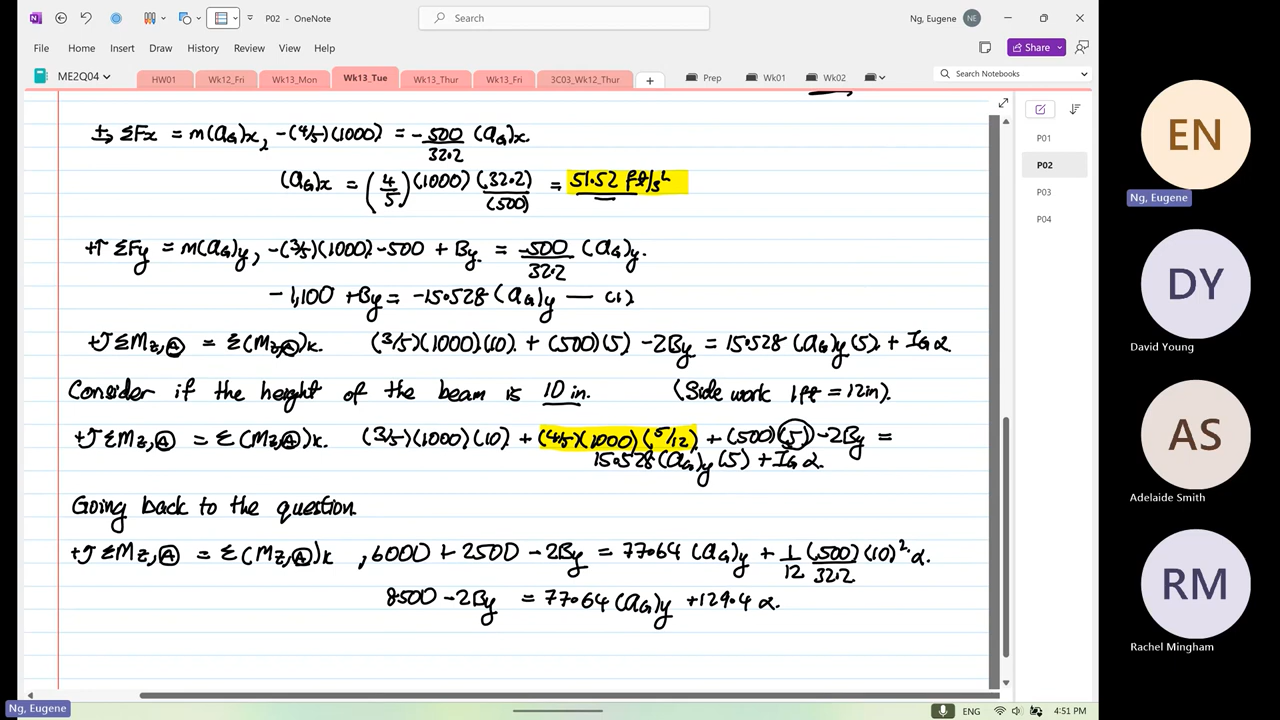 P02 - OneNote
Search
Ng, Eugene
NE
File
Home
Insert
Draw
History
Review
View
Help
Share
ME2Q04
HW01
Wk12_Fri
Wk13_Mon
Wk13_Tue
Wk13_Thur
Wk13_Fri
3C03_Wk12_Thur
Prep
Wk01
Wk02
Search Notebooks
P01
P02
P03
P04
+→ ΣFx = m(aG)x, -(4/5)(1000) = -500/32.2 (aG)x.
(aG)x = (4/5)(1000)(32.2)/(500) = 51.52 ft/s²
+↑ ΣFy = m(aG)y, -(3/5)(1000) -500 + By = -500/32.2 (aG)y.
-1,100 + By = -15.528 (aG)y — (1).
+↺ ΣMz,Ⓐ = Σ(Mz,Ⓐ)k. (3/5)(1000)(10) + (500)(5) -2By = 15.528 (aG)y (5) + IG α.
Consider if the height of the beam is 10 in. (Side work 1ft = 12in).
+↺ ΣMz,Ⓐ = Σ(Mz,Ⓐ)k. (3/5)(1000)(10) + (4/5)(1000)(5/12) + (500)(5) -2By =
15.528 (aG)y (5) + IG α.
Going back to the question.
+↺ ΣMz,Ⓐ = Σ(Mz,Ⓐ)k , 6000 + 2500 - 2By = 77.64 (aG)y + 1/12 (500)/32.2 (10)² α.
8500 - 2By = 77.64 (aG)y + 129.4 α.
EN
Ng, Eugene
DY
David Young
AS
Adelaide Smith
RM
Rachel Mingham
Ng, Eugene
ENG
4:51 PM